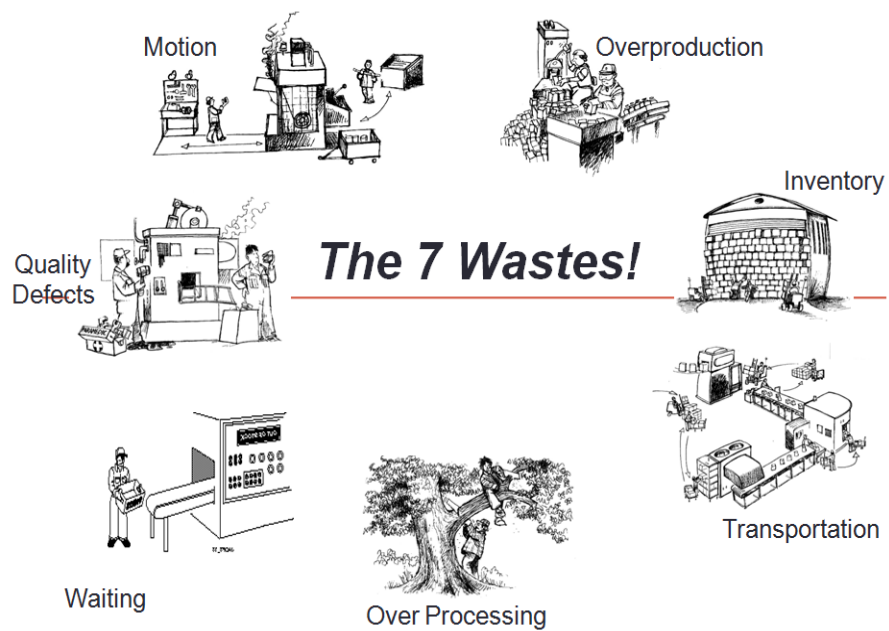 Motion
Overproduction
Inventory
Quality
Defects
The 7 Wastes!
Transportation
Waiting
Over Processing